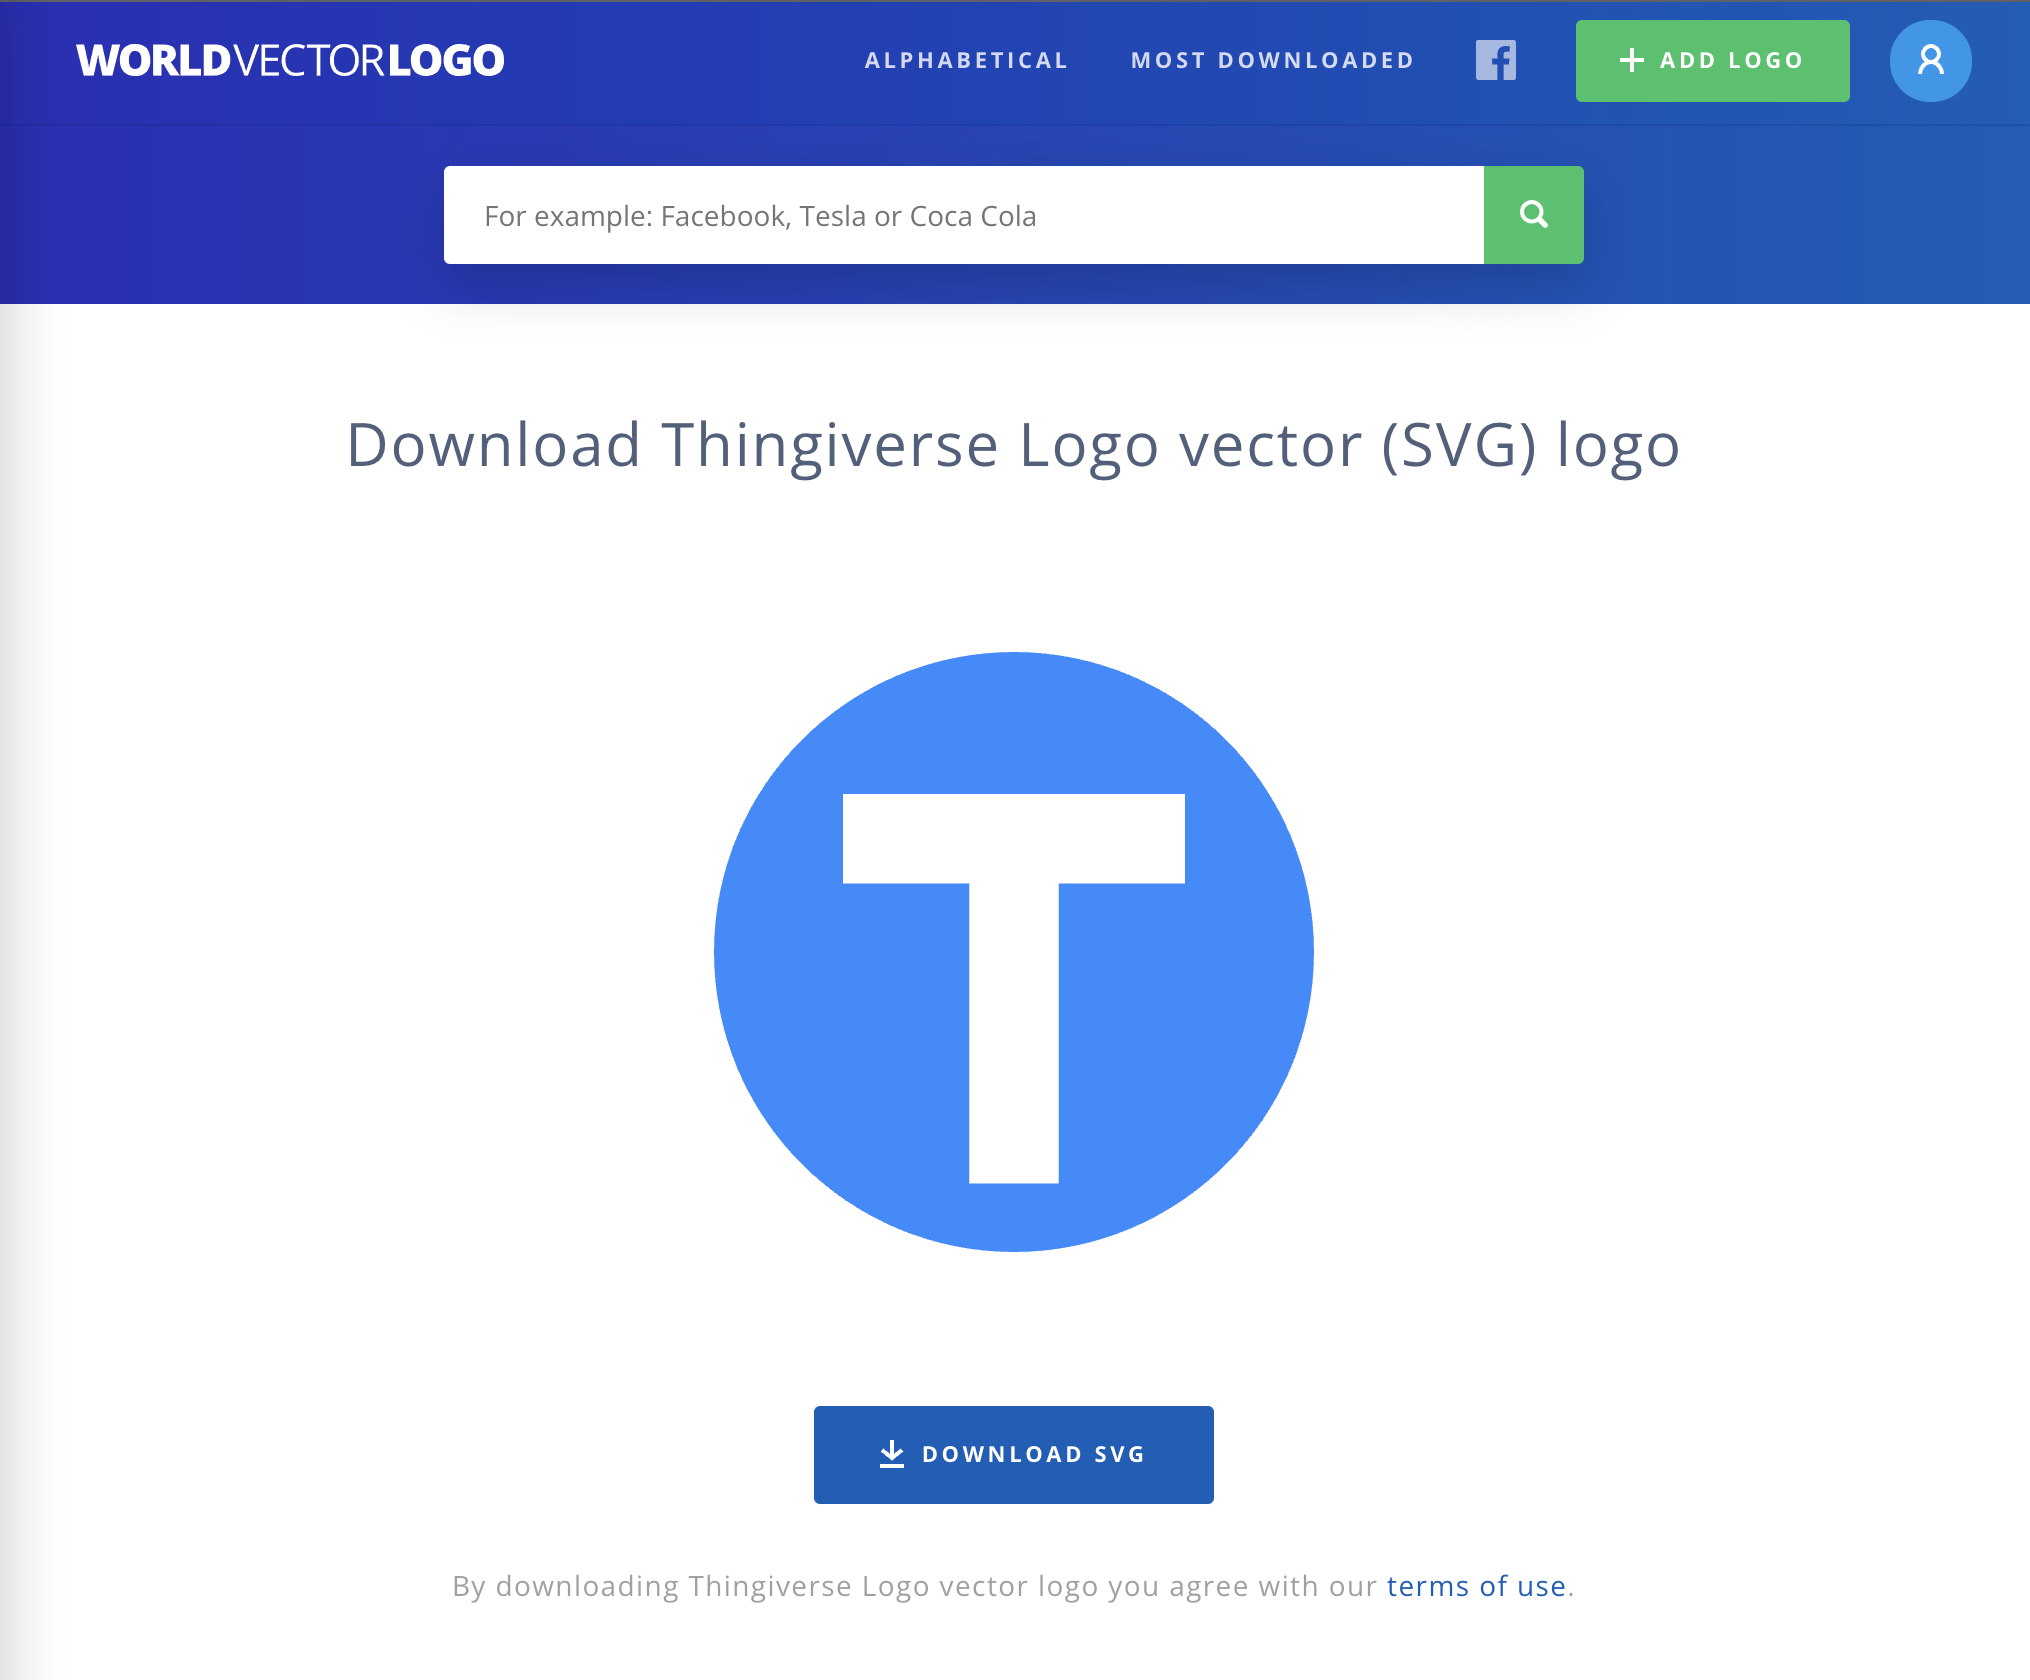 WORLDVECTORLOGO
ALPHABETICAL
MOST DOWNLOADED
ADD LOGO
For example: Facebook, Tesla or Coca Cola
Download Thingiverse Logo vector (SVG) logo
T
DOWNLOAD SVG
By downloading Thingiverse Logo vector logo you agree with our terms of use.